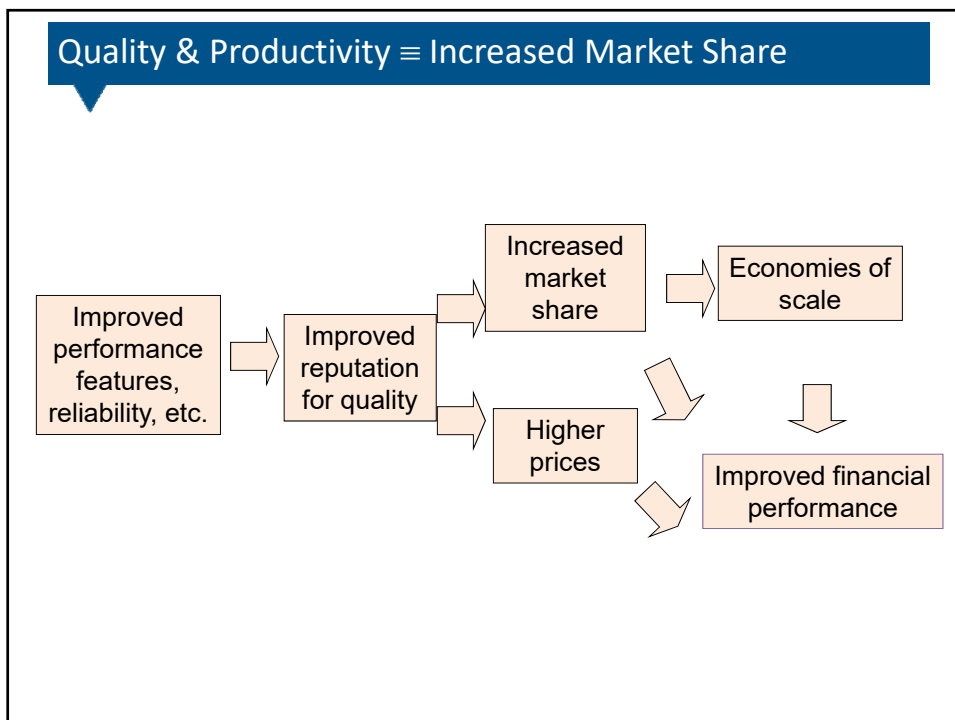 Quality & Productivity ≡ Increased Market Share
Improved
performance
features,
reliability, etc.
Improved
reputation
for quality
Increased
market
share
Higher
prices
Economies of
scale
Improved financial
performance